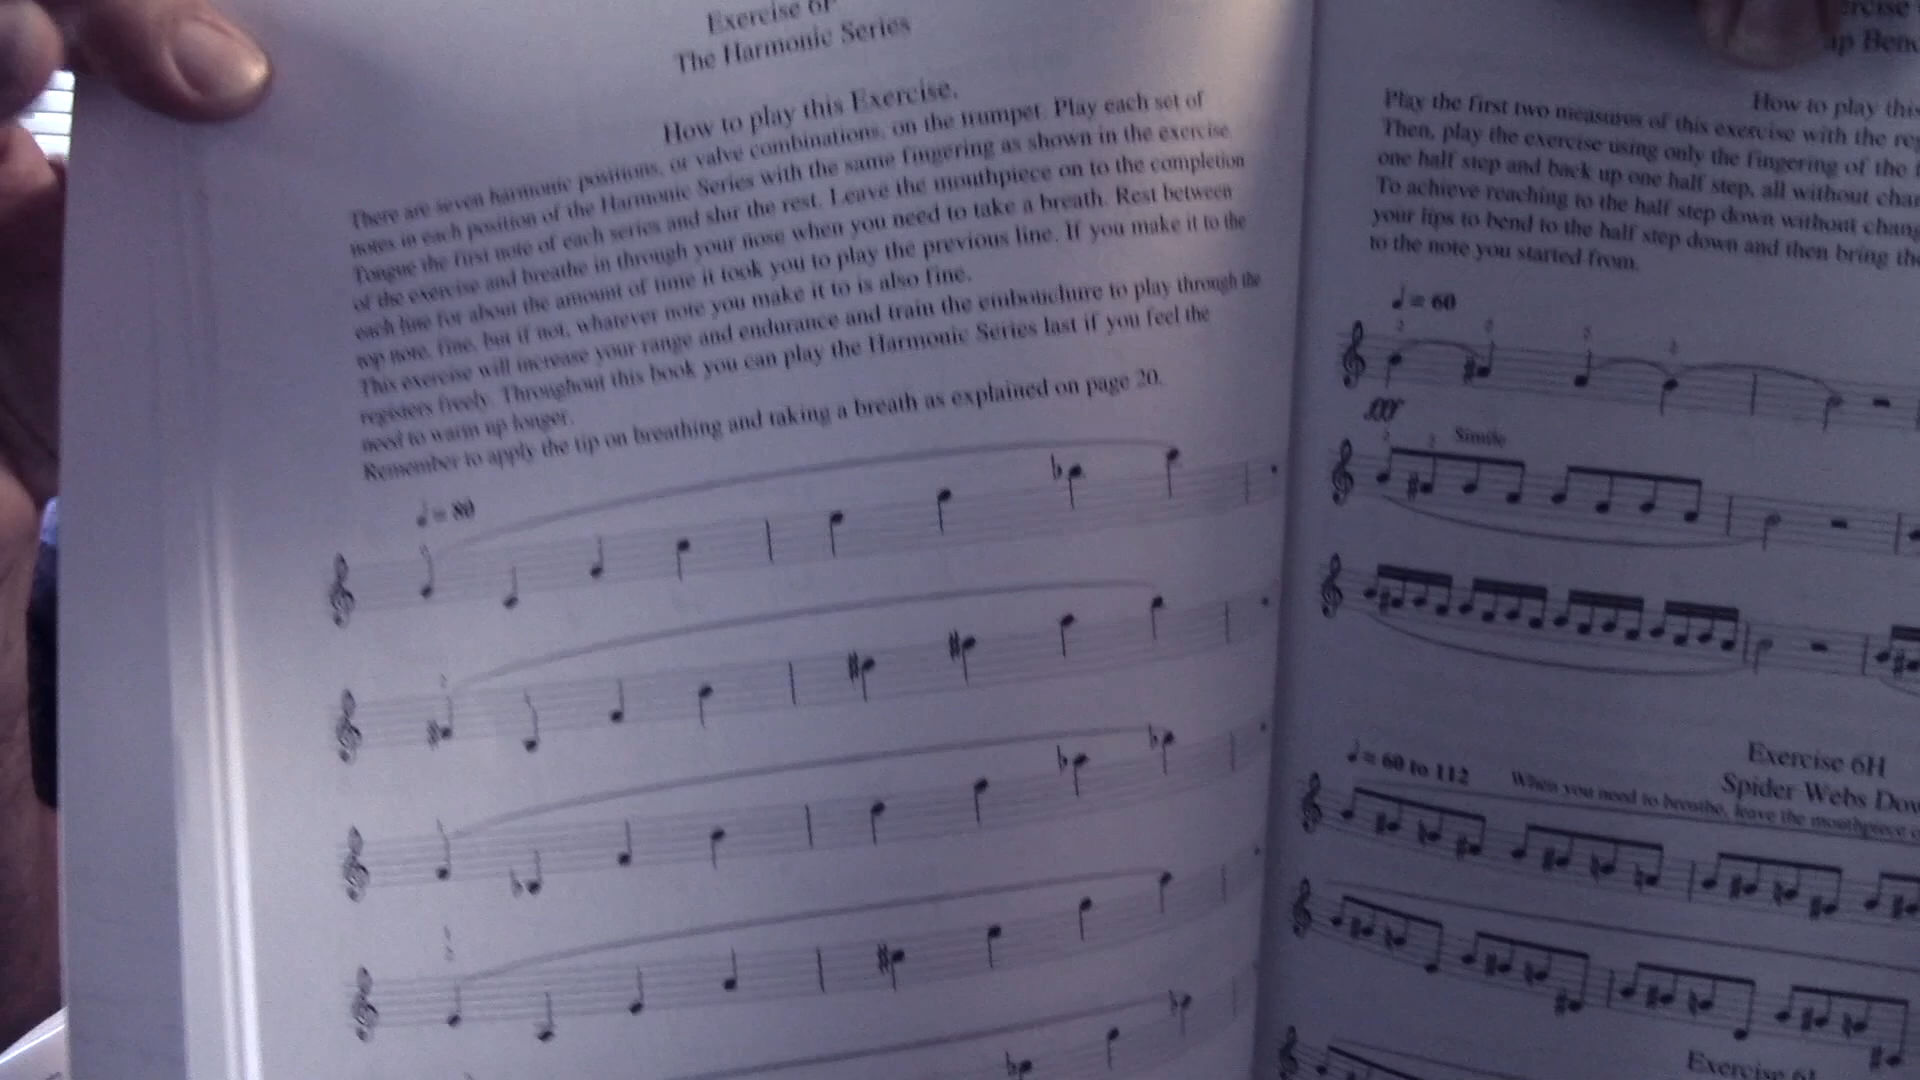 Exercise 6F
The Harmonic Series
How to play this Exercise.
There are seven harmonic positions, or valve combinations, on the trumpet. Play each set of
notes in each position of the Harmonic Series with the same fingering as shown in the exercise.
Tongue the first note of each series and slur the rest. Leave the mouthpiece on to the completion
of the exercise and breathe in through your nose when you need to take a breath. Rest between
each line for about the amount of time it took you to play the previous line. If you make it to the
top note, fine, but if not, whatever note you make it to is also fine.
This exercise will increase your range and endurance and train the embouchure to play through the
registers freely. Throughout this book you can play the Harmonic Series last if you feel the
need to warm up longer.
Remember to apply the tip on breathing and taking a breath as explained on page 20.
= 80
How to play this
Play the first two measures of this exercise with the
Then, play the exercise using only the fingering of the
one half step and back up one half step, all without
To achieve reaching to the half step down without
your lips to bend to the half step down and then bring
to the note you started from.
= 60
fff
Simile
Exercise 6H
Spider Webs
= 60 to 112
When you need to breathe, leave the mouthpiece
Exercise